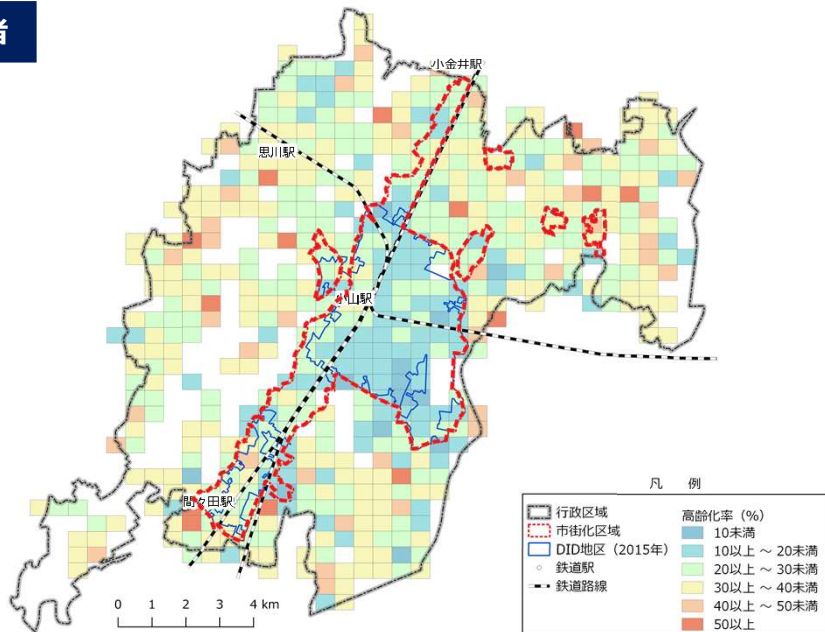 者
小金井駅
思川駅
小山駅
間々田駅
0 1 2 3 4 km
凡 例
行政区域
市街化区域
DID地区（2015年）
鉄道駅
鉄道路線
高齢化率（%）
10未満
10以上 ～ 20未満
20以上 ～ 30未満
30以上 ～ 40未満
40以上 ～ 50未満
50以上